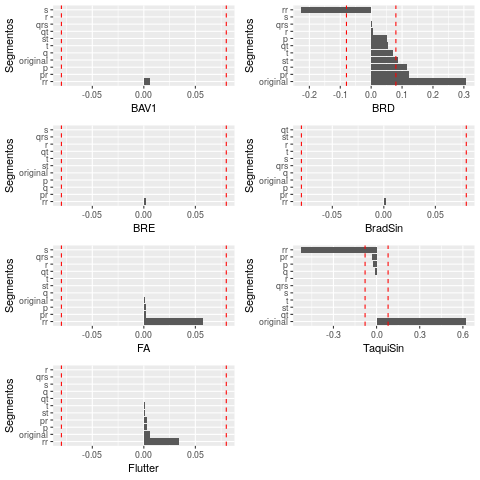 Segmentos
s
r
qrs
qt
st
t
q
original
p
pr
rr
-0.05 0.00 0.05
BAV1
Segmentos
rr
s
qrs
r
p
qt
t
st
q
pr
original
-0.2 -0.1 0.0 0.1 0.2 0.3
BRD
Segmentos
s
qrs
r
qt
t
st
original
p
q
pr
rr
-0.05 0.00 0.05
BRE
Segmentos
qt
st
r
t
s
qrs
q
original
p
pr
rr
-0.05 0.00 0.05
BradSin
Segmentos
s
qrs
r
qt
q
original
t
st
p
pr
rr
-0.05 0.00 0.05
FA
Segmentos
rr
pr
p
q
r
qrs
s
t
st
qt
original
-0.3 0.0 0.3 0.6
TaquiSin
Segmentos
r
qrs
s
q
qt
t
st
pr
p
original
rr
-0.05 0.00 0.05
Flutter